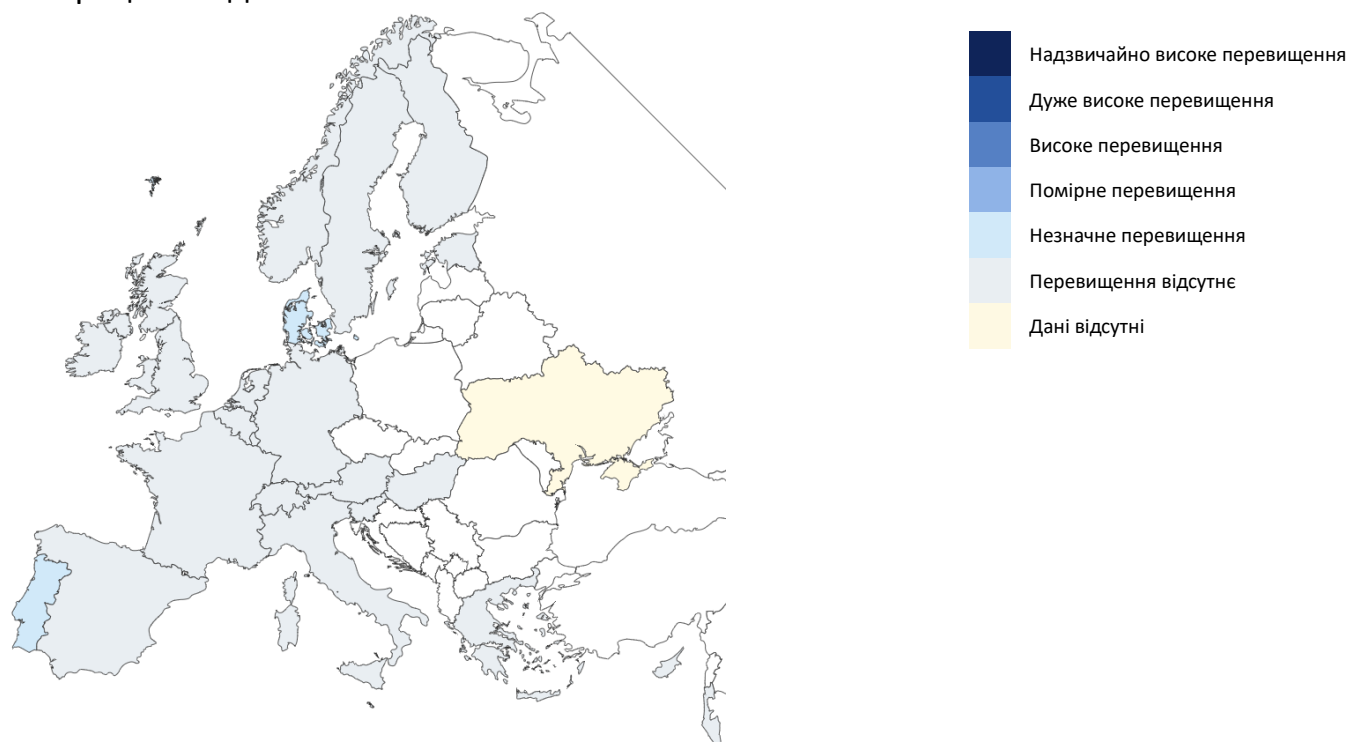 Надзвичайно високе перевищення
Дуже високе перевищення
Високе перевищення
Помірне перевищення
Незначне перевищення
Перевищення відсутнє
Дані відсутні